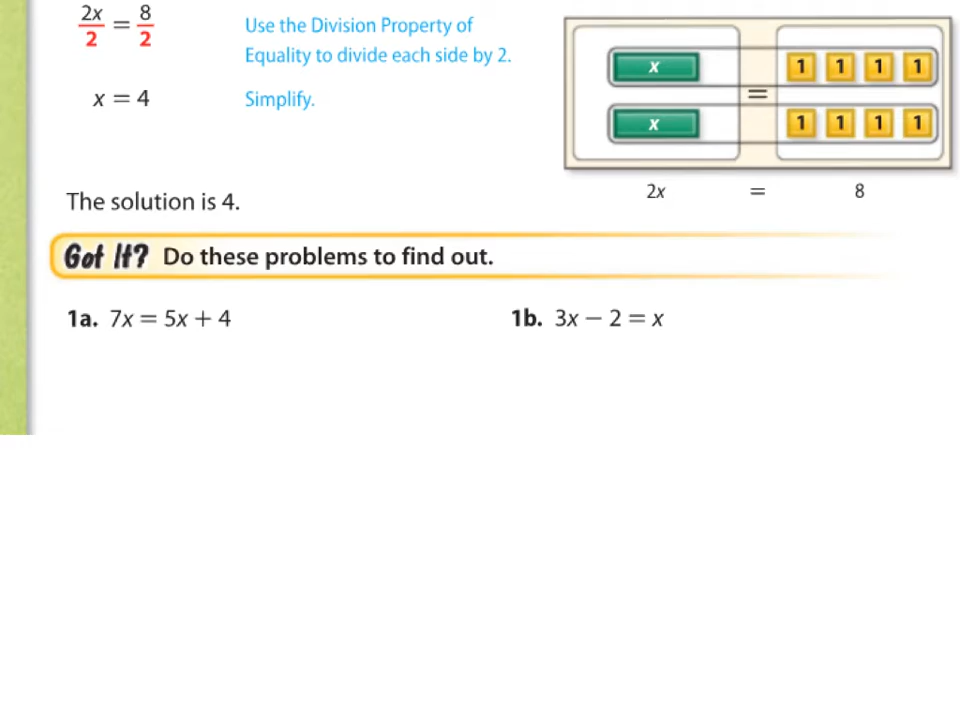 2x/2 = 8/2
Use the Division Property of
Equality to divide each side by 2.
x = 4
Simplify.
x
1 1 1 1
=
x
1 1 1 1
2x = 8
The solution is 4.
Got It? Do these problems to find out.
1a. 7x = 5x + 4
1b. 3x − 2 = x